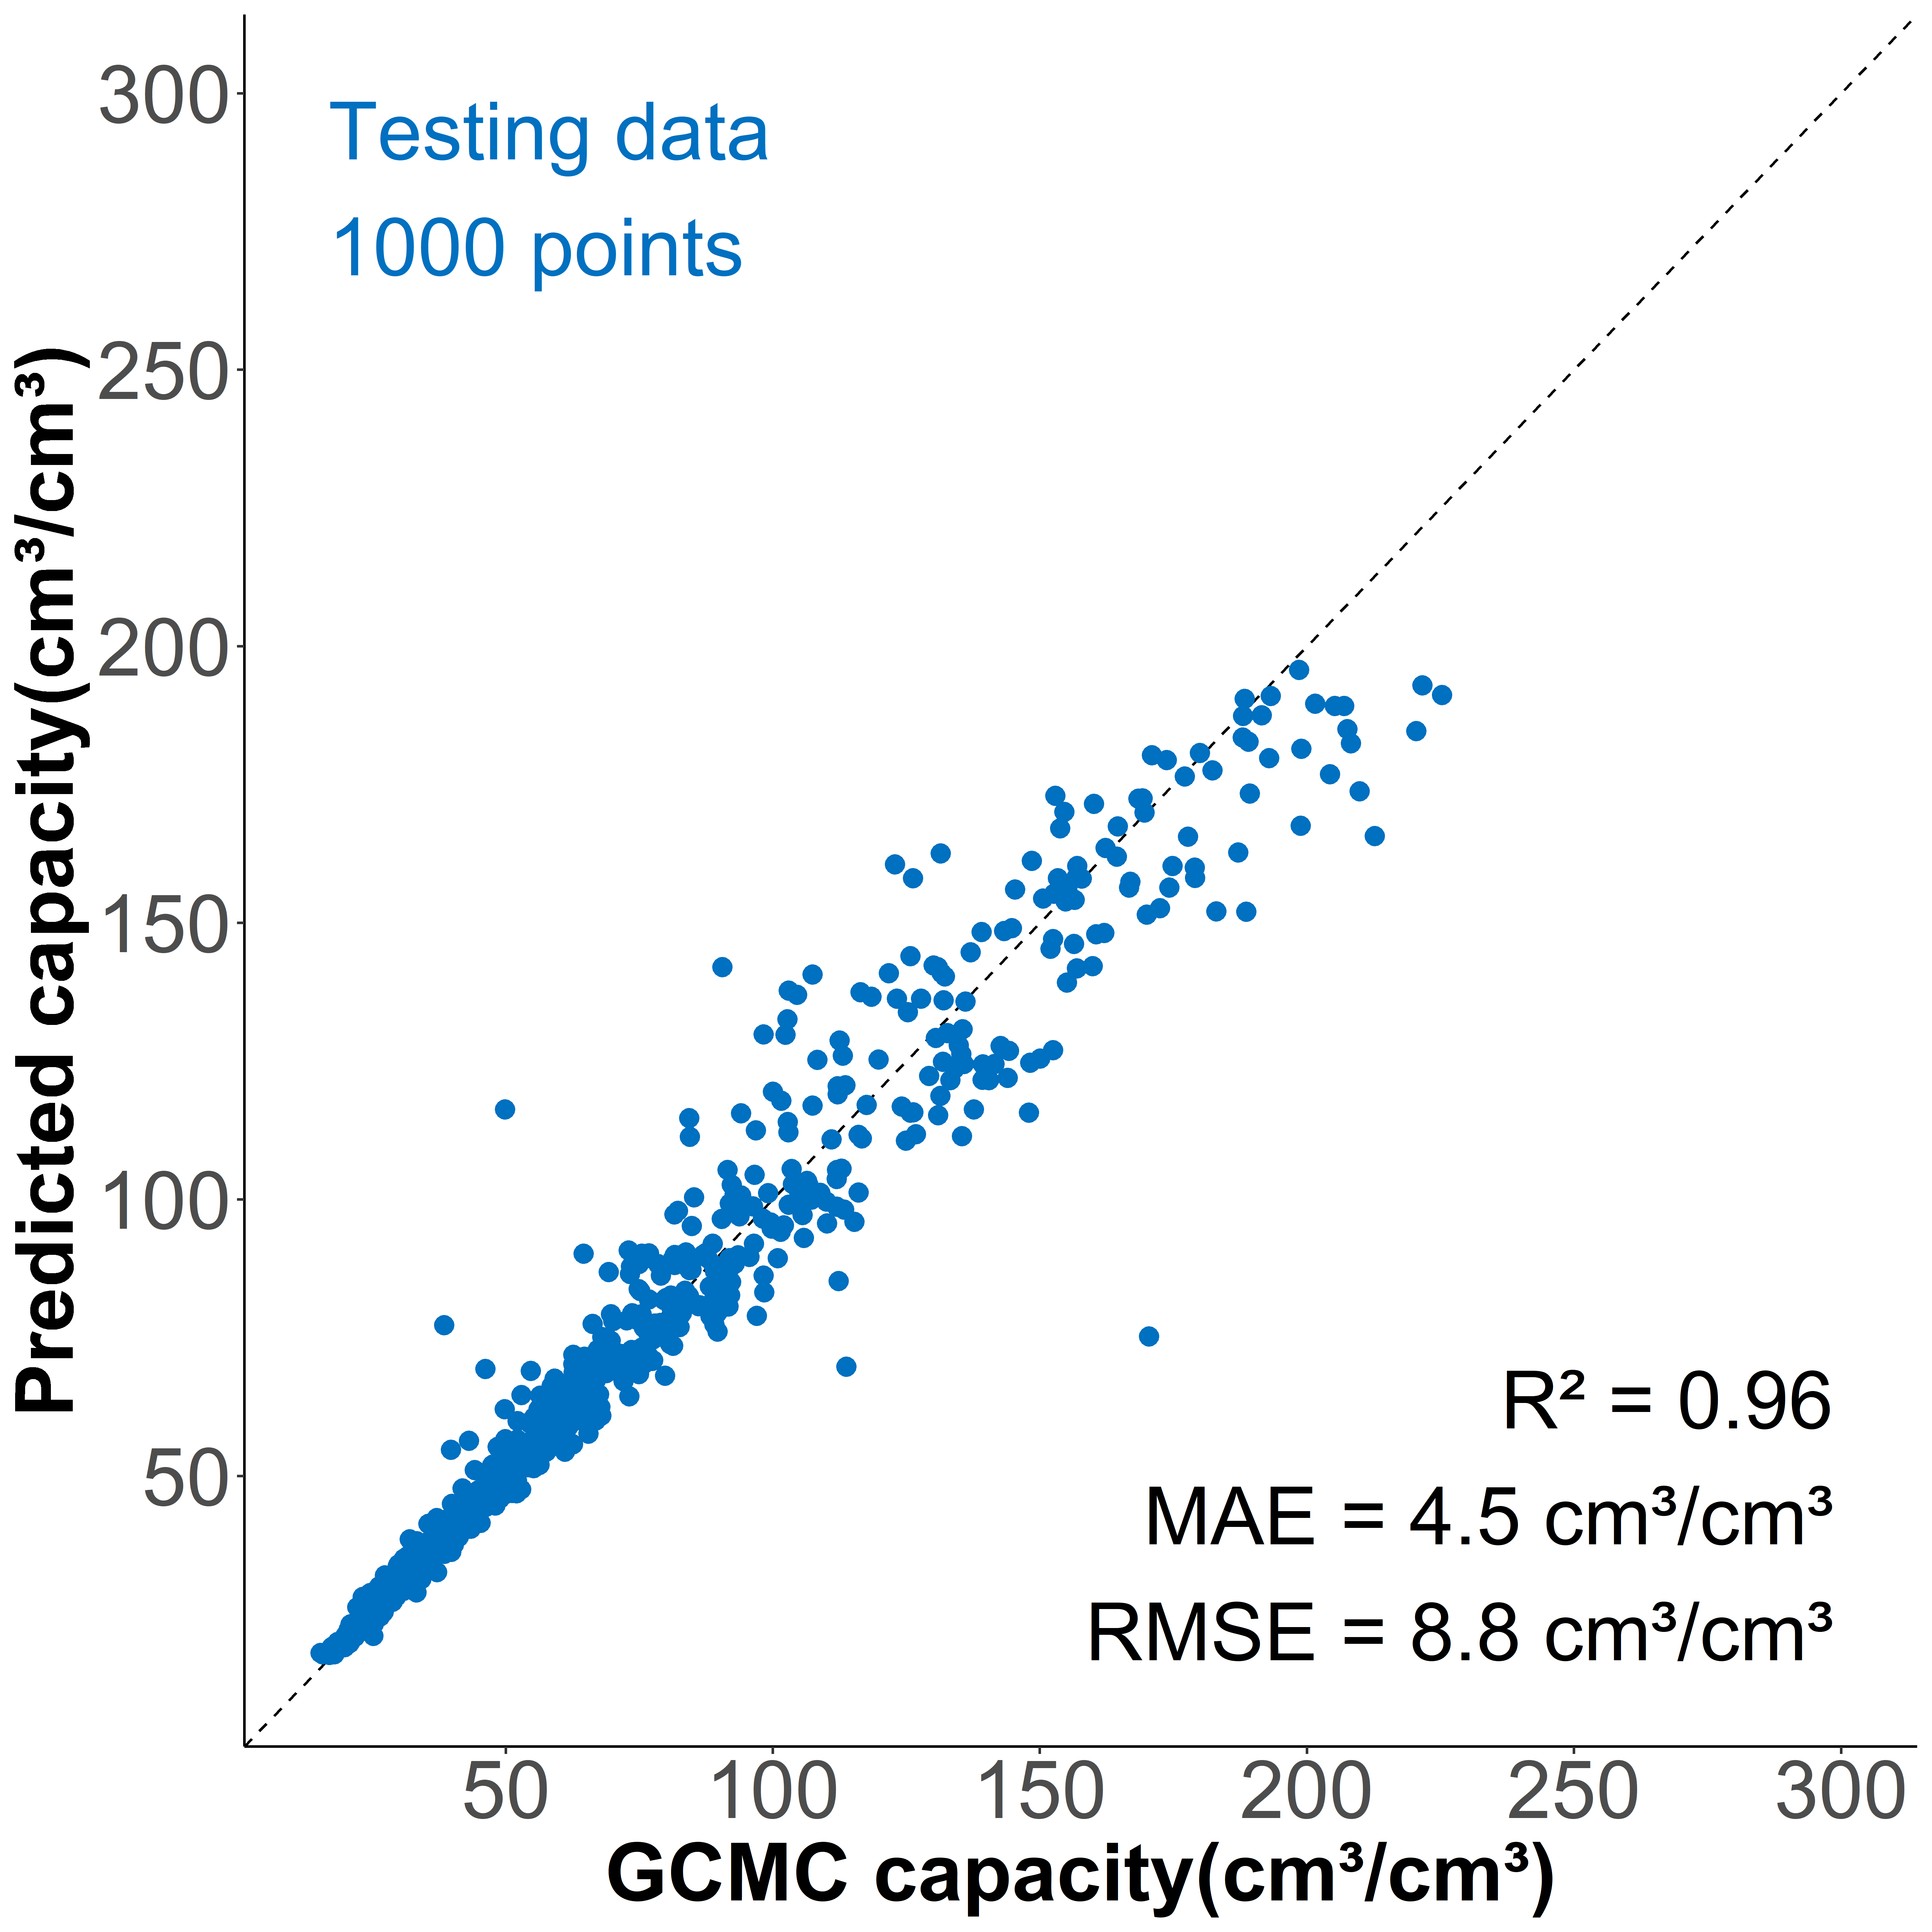 Testing data
1000 points
300
250
200
150
100
50
Predicted capacity(cm³/cm³)
R² = 0.96
MAE = 4.5 cm³/cm³
RMSE = 8.8 cm³/cm³
50 100 150 200 250 300
GCMC capacity(cm³/cm³)